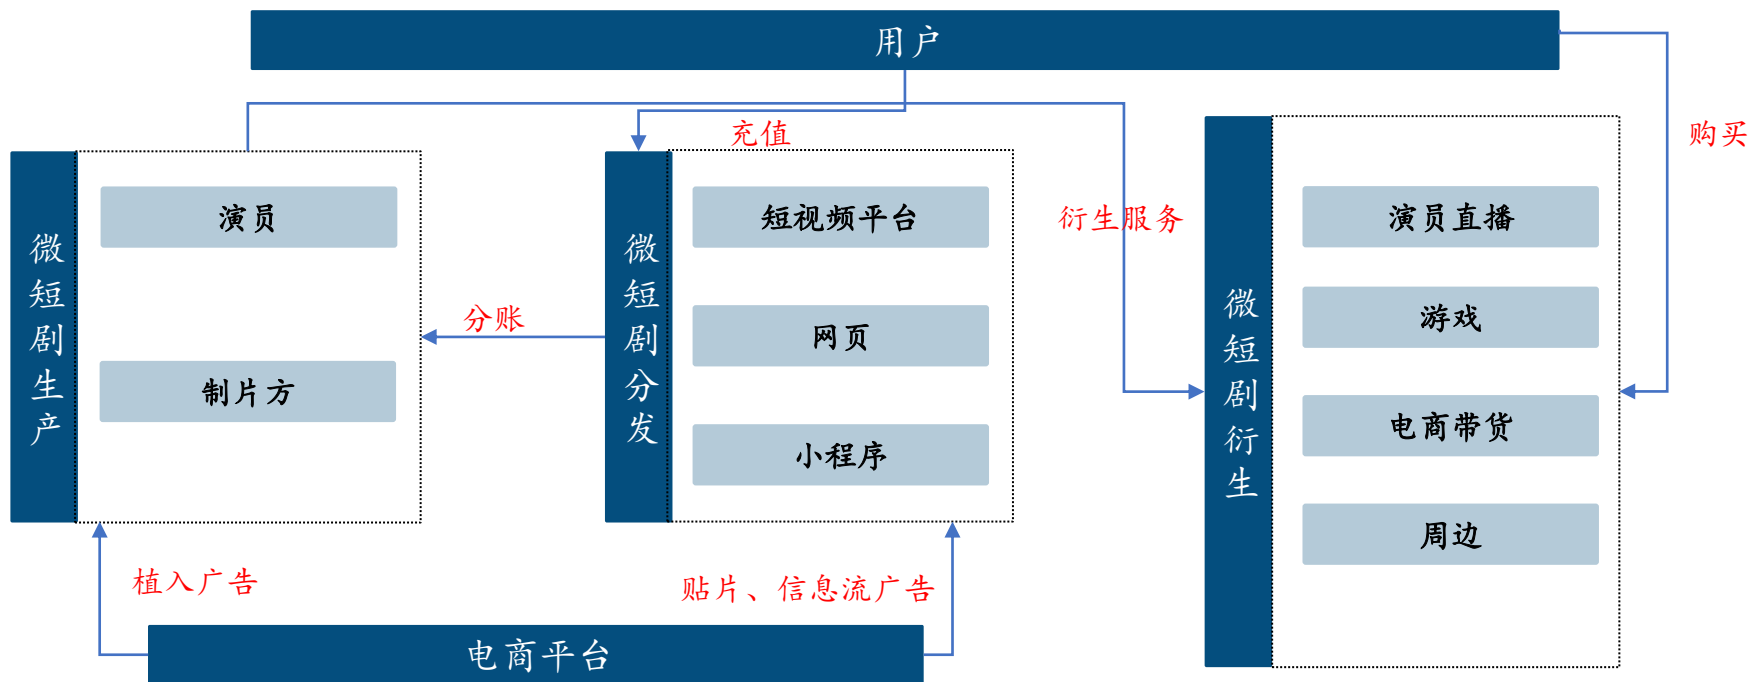 用户
充值
购买
微短剧生产
演员
制片方
分账
微短剧分发
短视频平台
网页
小程序
衍生服务
微短剧衍生
演员直播
游戏
电商带货
周边
植入广告
贴片、信息流广告
电商平台